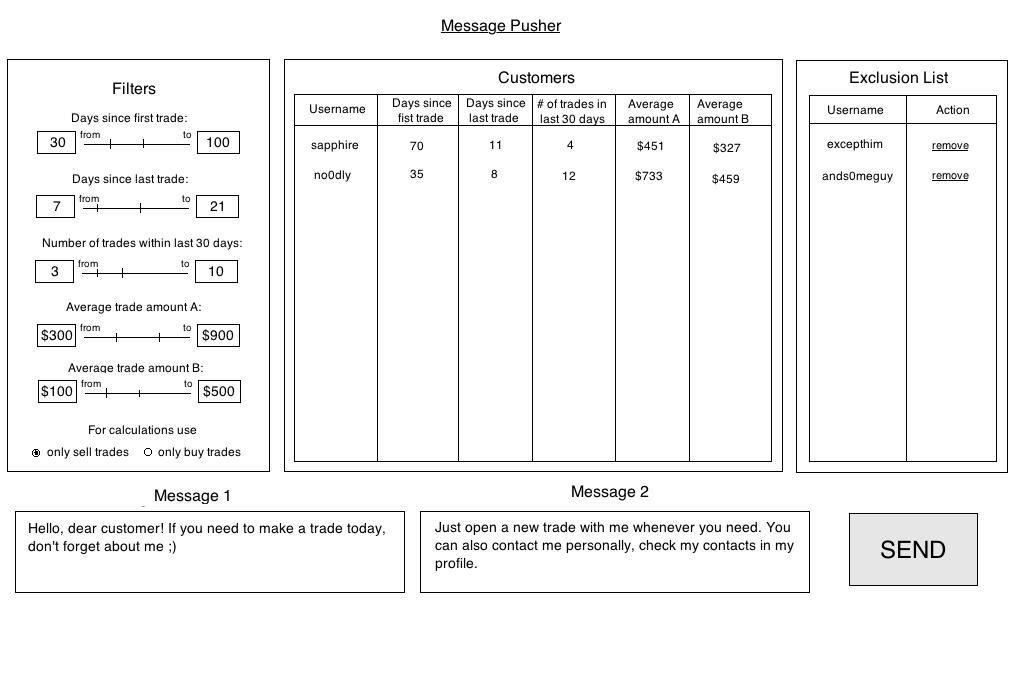 Message Pusher
Filters
Days since first trade:
30 from to 100
Days since last trade:
7 from to 21
Number of trades within last 30 days:
3 from to 10
Average trade amount A:
$300 from to $900
Average trade amount B:
$100 from to $500
For calculations use
only sell trades only buy trades
Customers
Username Days since fist trade Days since last trade # of trades in last 30 days Average amount A Average amount B
sapphire 70 11 4 $451 $327
no0dly 35 8 12 $733 $459
Exclusion List
Username Action
excepthim remove
ands0meguy remove
Message 1
Hello, dear customer! If you need to make a trade today,
don't forget about me ;)
Message 2
Just open a new trade with me whenever you need. You
can also contact me personally, check my contacts in my
profile.
SEND